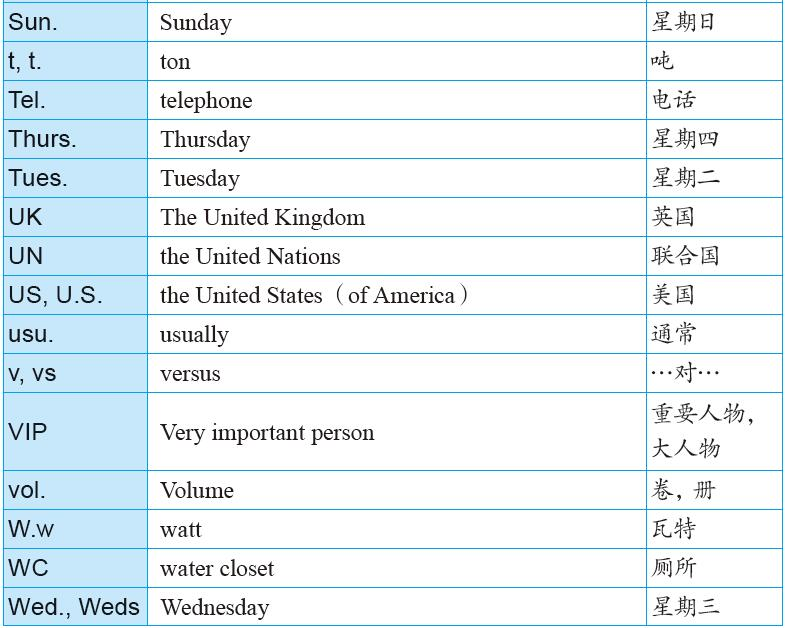 Sun. Sunday 星期日
t, t. ton 吨
Tel. telephone 电话
Thurs. Thursday 星期四
Tues. Tuesday 星期二
UK The United Kingdom 英国
UN the United Nations 联合国
US, U.S. the United States（of America） 美国
usu. usually 通常
v, vs versus …对…
VIP Very important person 重要人物，
大人物
vol. Volume 卷，册
W.w watt 瓦特
WC water closet 厕所
Wed., Weds Wednesday 星期三